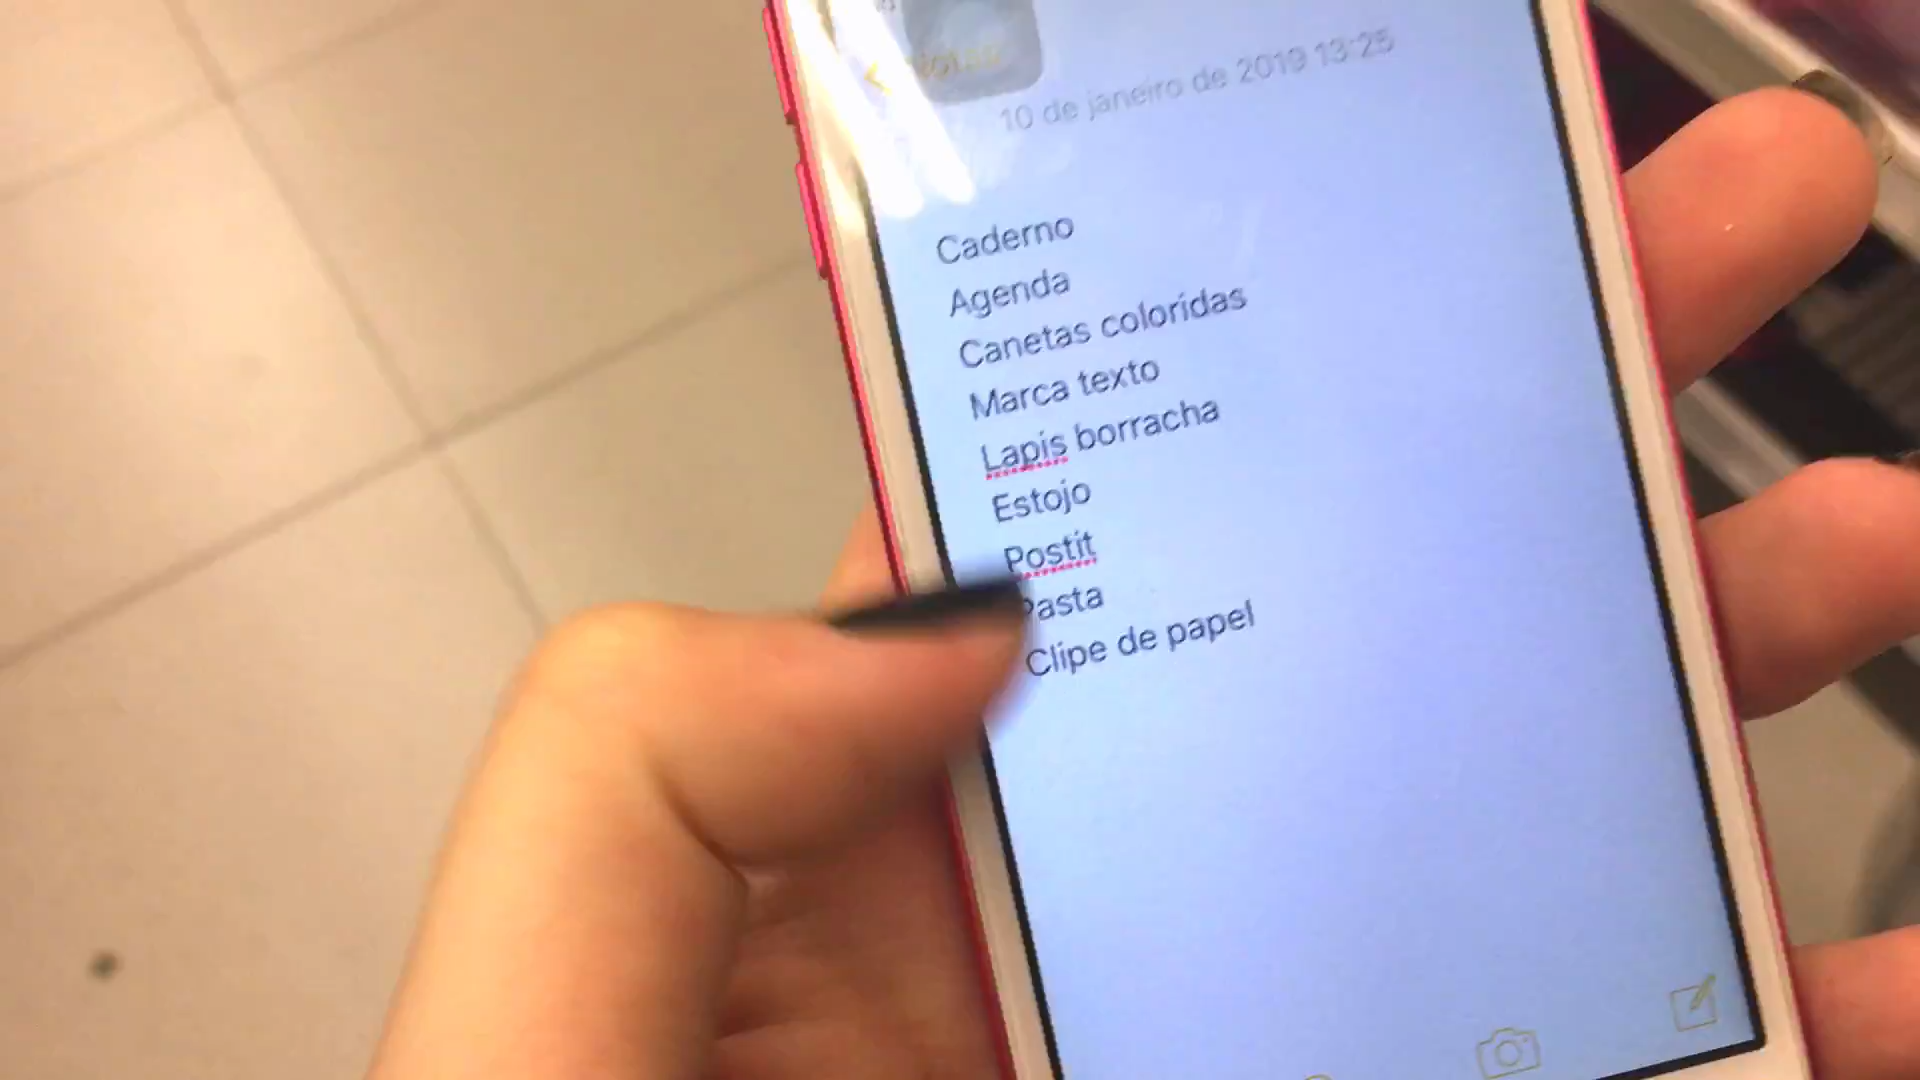 10 de janeiro de 2019 13:25
Caderno
Agenda
Canetas coloridas
Marca texto
Lapis borracha
Estojo
Postit
Pasta
Clipe de papel